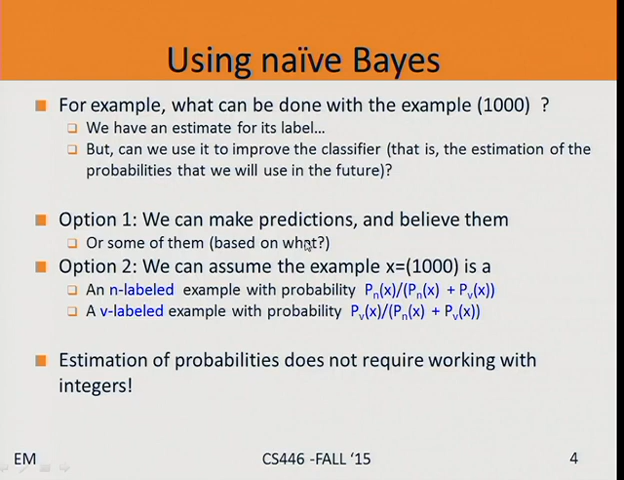 Using naïve Bayes
For example, what can be done with the example (1000) ?
We have an estimate for its label…
But, can we use it to improve the classifier (that is, the estimation of the
probabilities that we will use in the future)?
Option 1: We can make predictions, and believe them
Or some of them (based on what?)
Option 2: We can assume the example x=(1000) is a
An n-labeled example with probability Pn(x)/(Pn(x) + Pv(x))
A v-labeled example with probability Pv(x)/(Pn(x) + Pv(x))
Estimation of probabilities does not require working with
integers!
EM CS446 -FALL ‘15 4